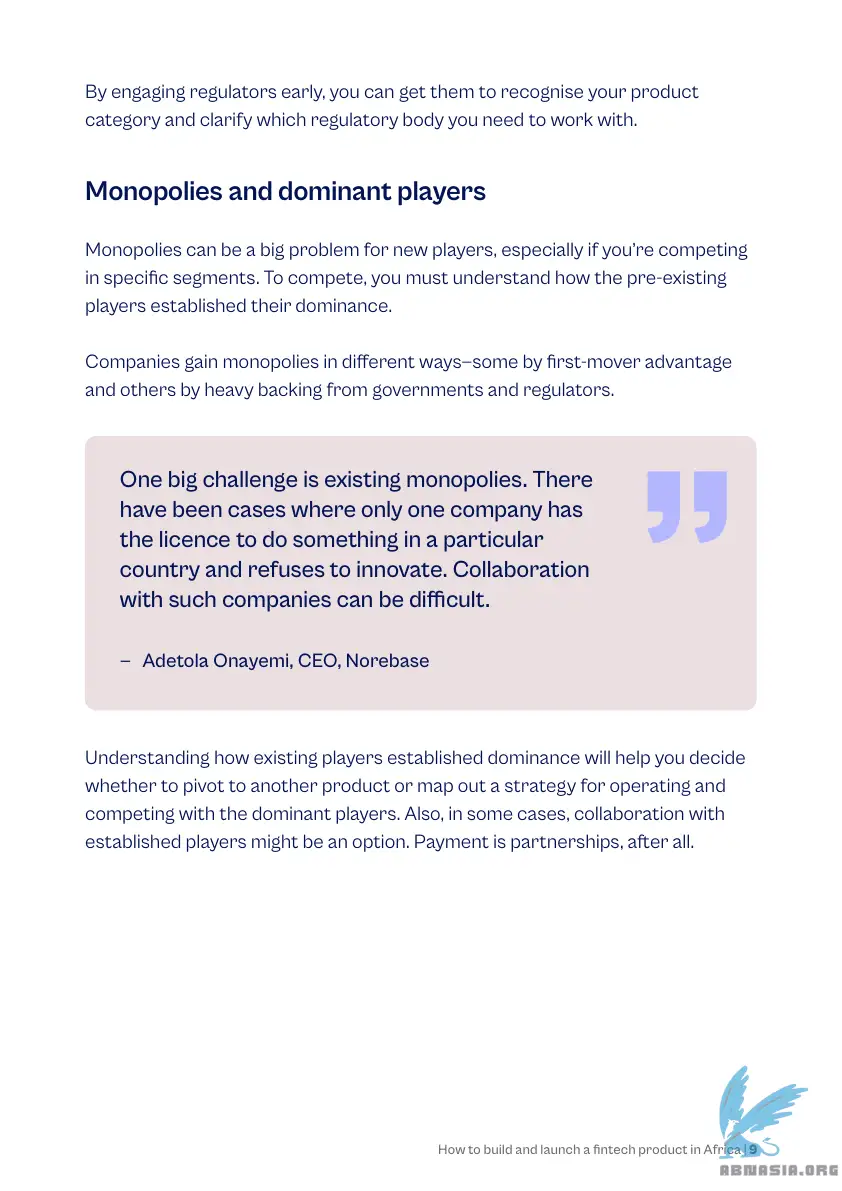 By engaging regulators early, you can get them to recognise your product
category and clarify which regulatory body you need to work with.
Monopolies and dominant players
Monopolies can be a big problem for new players, especially if you’re competing
in specific segments. To compete, you must understand how the pre-existing
players established their dominance.
Companies gain monopolies in different ways—some by first-mover advantage
and others by heavy backing from governments and regulators.
One big challenge is existing monopolies. There
have been cases where only one company has
the licence to do something in a particular
country and refuses to innovate. Collaboration
with such companies can be difficult.
— Adetola Onayemi, CEO, Norebase
Understanding how existing players established dominance will help you decide
whether to pivot to another product or map out a strategy for operating and
competing with the dominant players. Also, in some cases, collaboration with
established players might be an option. Payment is partnerships, after all.
How to build and launch a fintech product in Africa | 9
ABNASIA.ORG